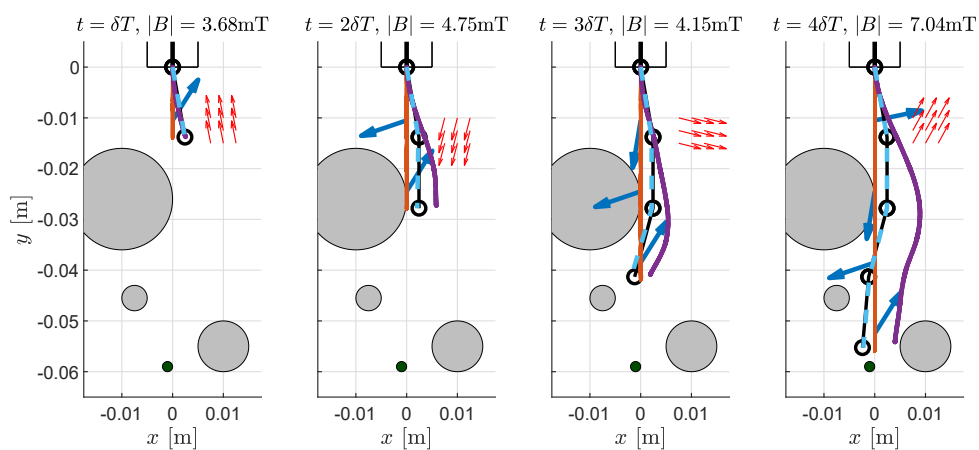 t = δT, |B| = 3.68mT
t = 2δT, |B| = 4.75mT
t = 3δT, |B| = 4.15mT
t = 4δT, |B| = 7.04mT
0
-0.01
-0.02
-0.03
-0.04
-0.05
-0.06
y [m]
-0.01 0 0.01
-0.01 0 0.01
-0.01 0 0.01
-0.01 0 0.01
x [m]
x [m]
x [m]
x [m]